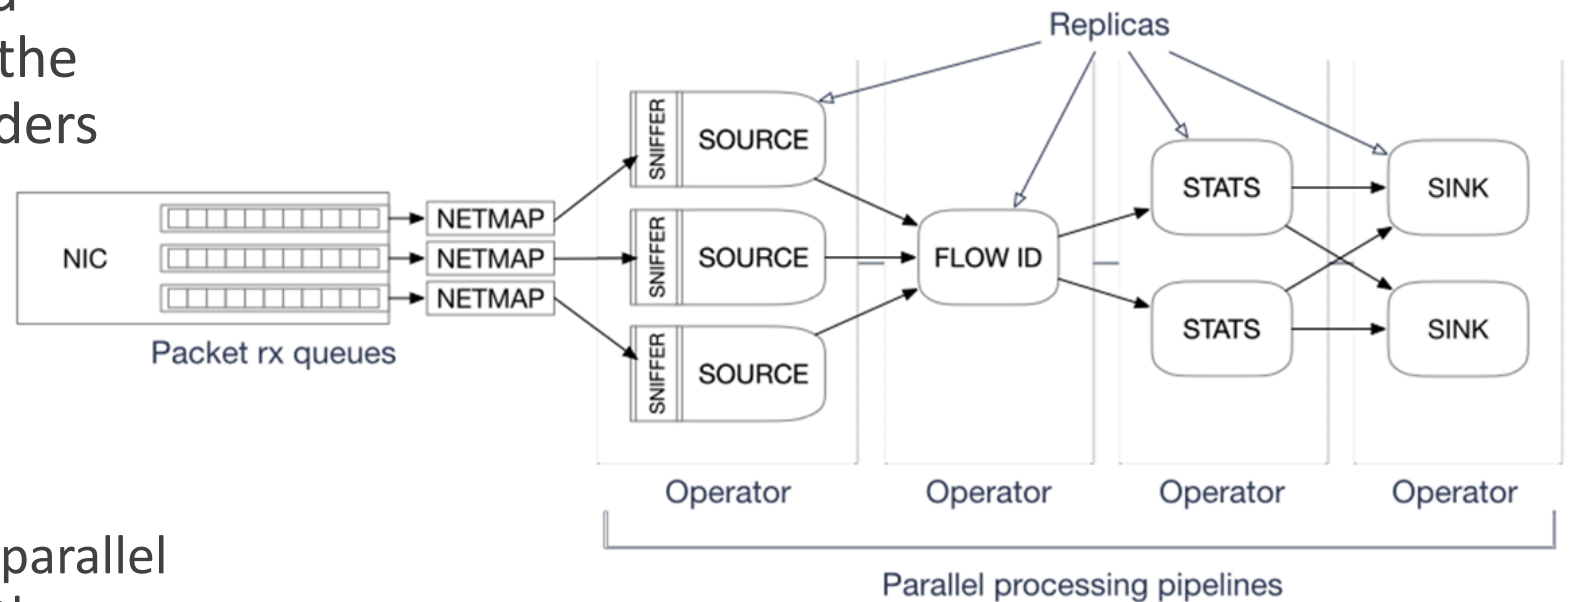 the
ders
Replicas
NIC
Packet rx queues
NETMAP
NETMAP
NETMAP
SNIFFER
SOURCE
SNIFFER
SOURCE
SNIFFER
SOURCE
FLOW ID
STATS
STATS
SINK
SINK
Operator
Operator
Operator
Operator
parallel
Parallel processing pipelines